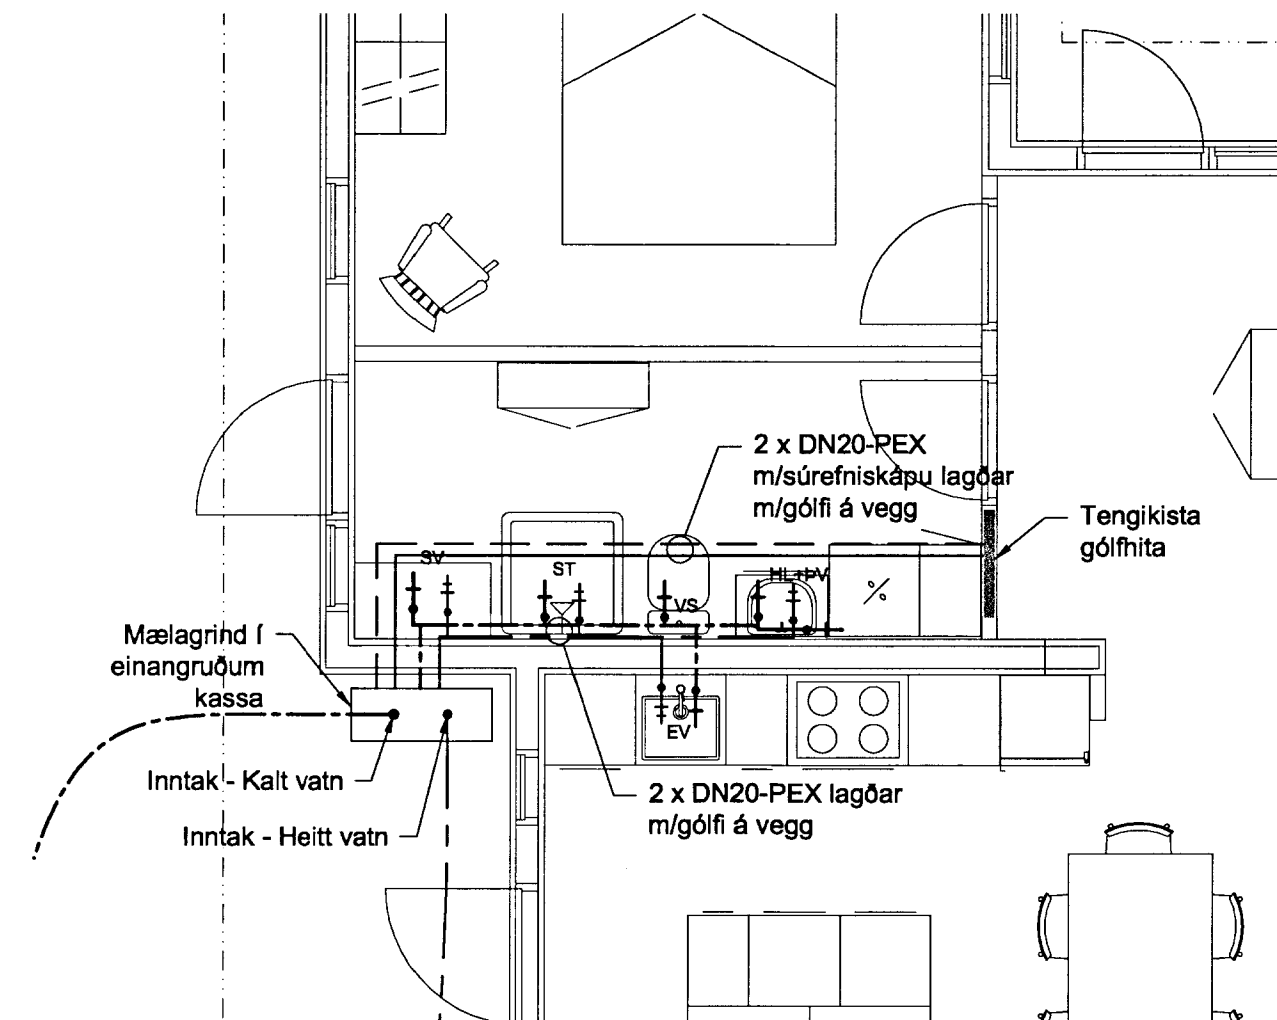 2 x DN20-PEX
m/súrefniskápu lagðar
m/gólfi á vegg
Tengikista
gólfhita
SV
ST
VS
HL+ÞV
Mælagrind í
einangruðum
kassa
EV
Inntak - Kalt vatn
2 x DN20-PEX lagðar
m/gólfi á vegg
Inntak - Heitt vatn